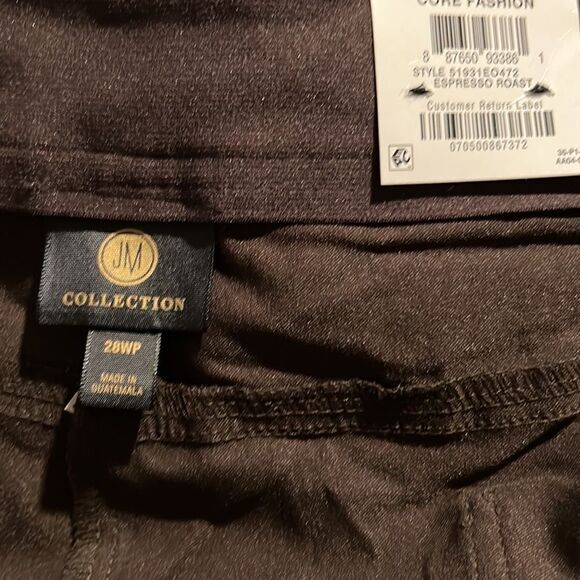 CORE FASHION
8 87650 93386 1
STYLE 51931EO472
ESPRESSO ROAST
Customer Return Label
070500867372
JM
COLLECTION
28WP
MADE IN
GUATEMALA